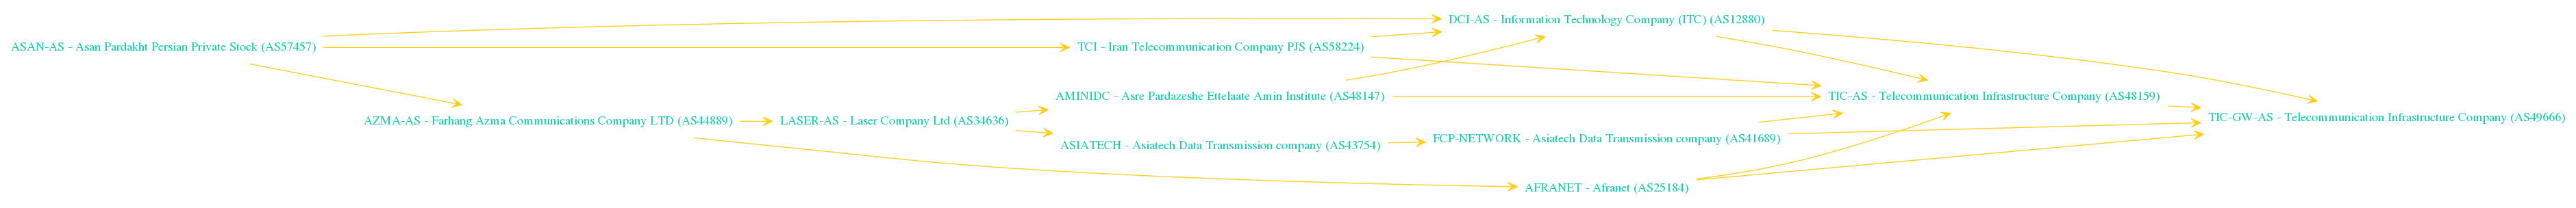 DCI-AS - Information Technology Company (ITC) (AS12880)
ASAN-AS - Asan Pardakht Persian Private Stock (AS57457)
TCI - Iran Telecommunication Company PJS (AS58224)
AMINIDC - Asre Pardazeshe Ettelaate Amin Institute (AS48147)
TIC-AS - Telecommunication Infrastructure Company (AS48159)
TIC-GW-AS - Telecommunication Infrastructure Company (AS49666)
AZMA-AS - Farhang Azma Communications Company LTD (AS44889)
LASER-AS - Laser Company Ltd (AS34636)
FCP-NETWORK - Asiatech Data Transmission company (AS41689)
ASIATECH - Asiatech Data Transmission company (AS43754)
AFRANET - Afranet (AS25184)